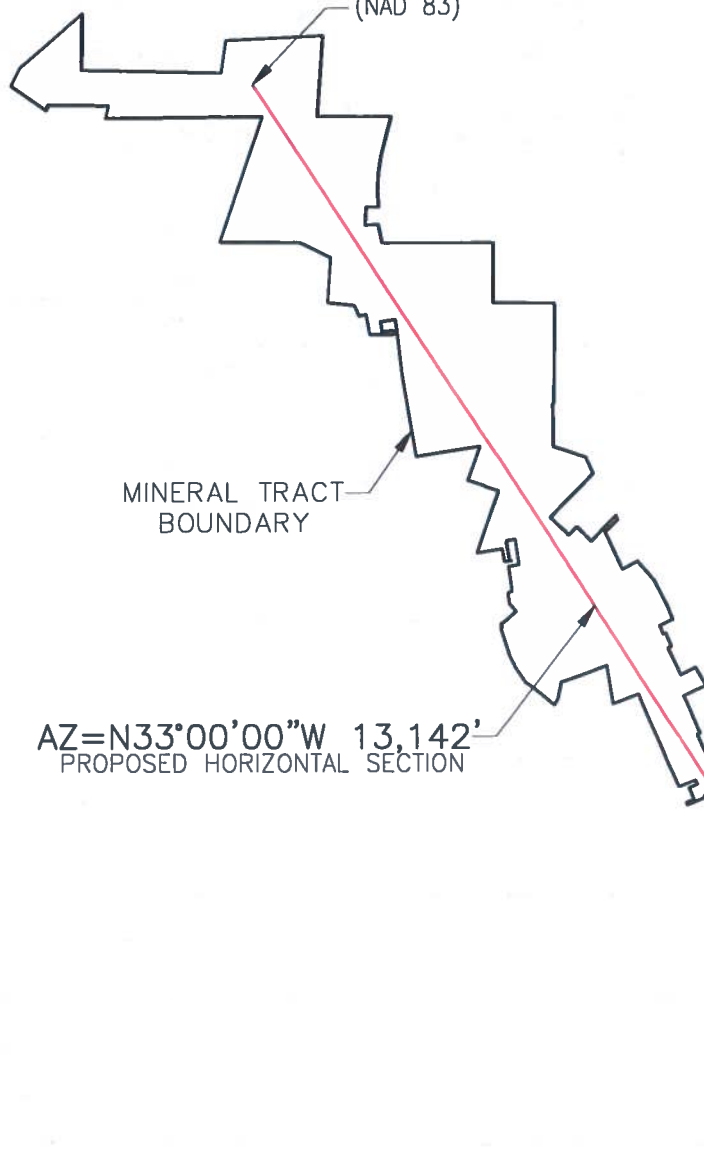 (NAD 83)
MINERAL TRACT
BOUNDARY
AZ=N33°00'00"W 13,142'
PROPOSED HORIZONTAL SECTION